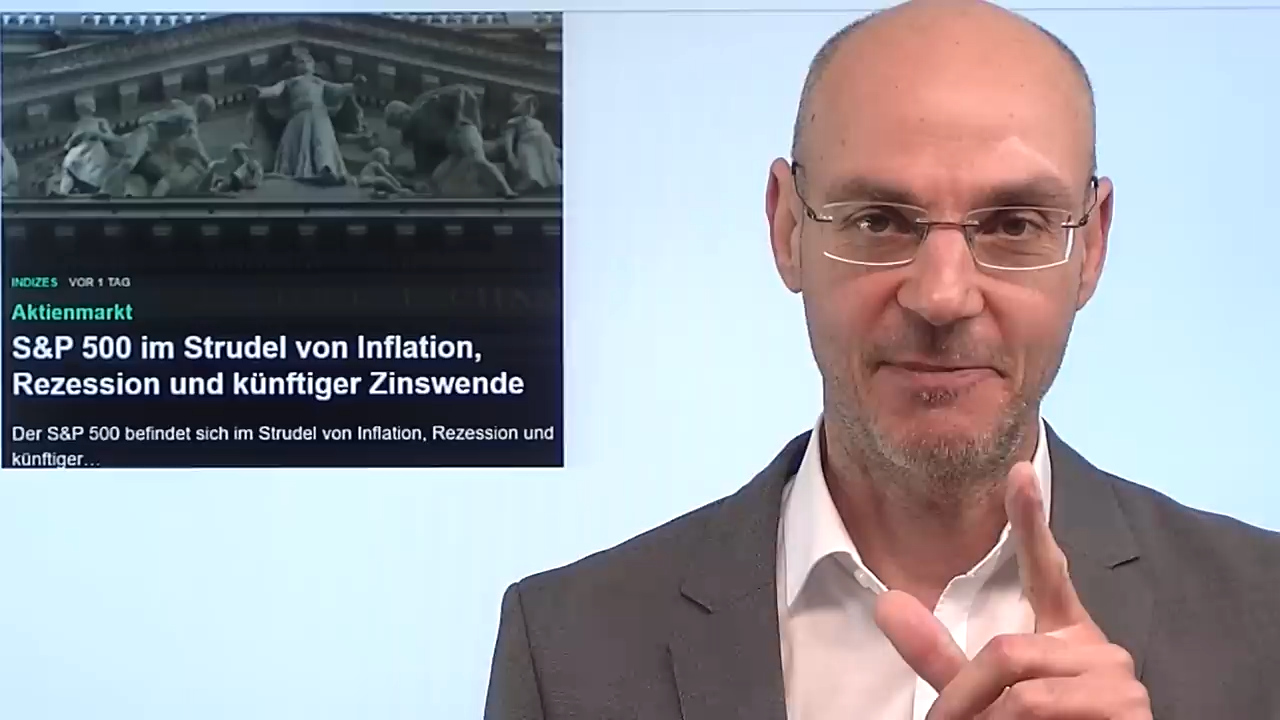 INDIZES VOR 1 TAG
Aktienmarkt
S&P 500 im Strudel von Inflation,
Rezession und künftiger Zinswende
Der S&P 500 befindet sich im Strudel von Inflation, Rezession und
künftiger…